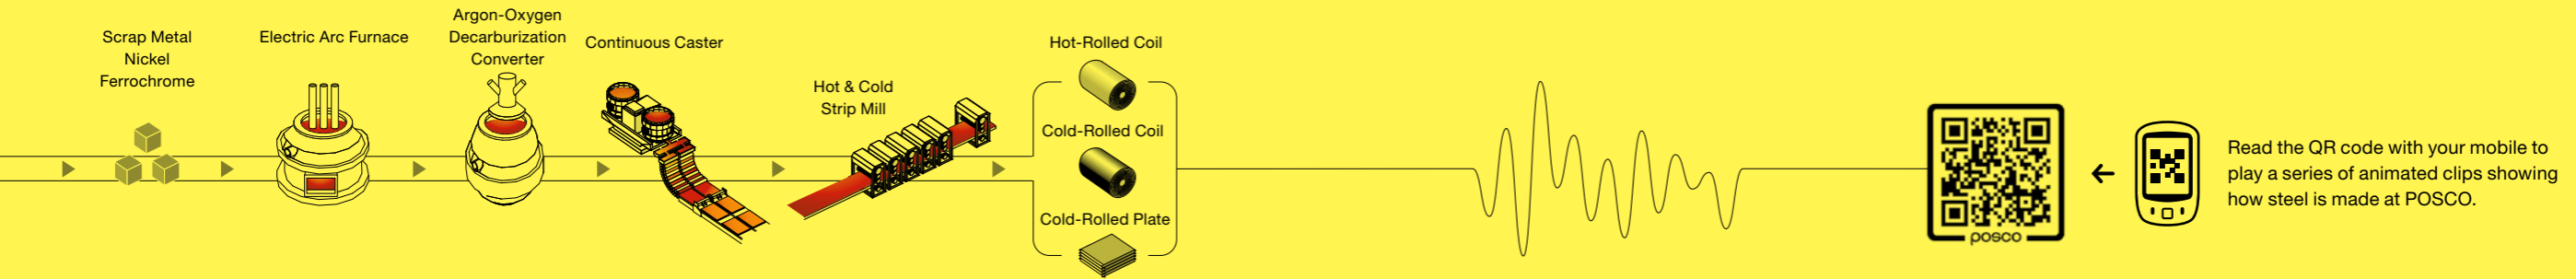 Scrap Metal
Nickel
Ferrochrome
Electric Arc Furnace
Argon-Oxygen
Decarburization
Converter
Continuous Caster
Hot & Cold
Strip Mill
Hot-Rolled Coil
Cold-Rolled Coil
Cold-Rolled Plate
posco
Read the QR code with your mobile to
play a series of animated clips showing
how steel is made at POSCO.